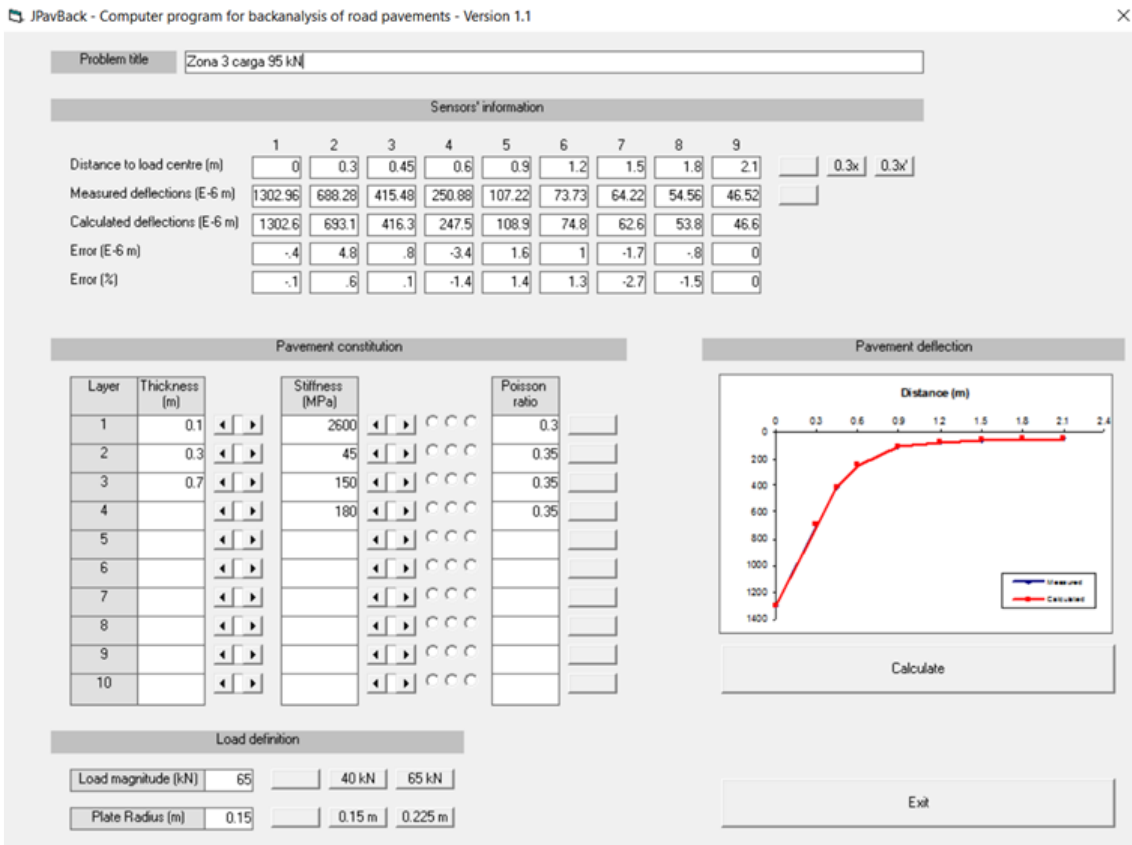 JPavBack - Computer program for backanalysis of road pavements - Version 1.1
Problem title Zona 3 carga 95 kN
Sensors' information
1 2 3 4 5 6 7 8 9
Distance to load centre (m) 0 0.3 0.45 0.6 0.9 1.2 1.5 1.8 2.1 0.3x 0.3x'
Measured deflections (E-6 m) 1302.96 688.28 415.48 250.88 107.22 73.73 64.22 54.56 46.52
Calculated deflections (E-6 m) 1302.6 693.1 416.3 247.5 108.9 74.8 62.6 53.8 46.6
Error (E-6 m) -.4 4.8 .8 -3.4 1.6 1 -1.7 -.8 0
Error (%) -.1 .6 .1 -1.4 1.4 1.3 -2.7 -1.5 0
Pavement constitution
Layer Thickness (m) Stiffness (MPa) Poisson ratio
1 0.1 2600 0.3
2 0.3 45 0.35
3 0.7 150 0.35
4 180 0.35
5
6
7
8
9
10
Pavement deflection
Distance (m)
0 0.3 0.6 0.9 1.2 1.5 1.8 2.1 2.4
0
200
400
600
800
1000
1200
1400
Measured
Calculated
Calculate
Load definition
Load magnitude (kN) 65 40 kN 65 kN
Plate Radius (m) 0.15 0.15 m 0.225 m
Exit